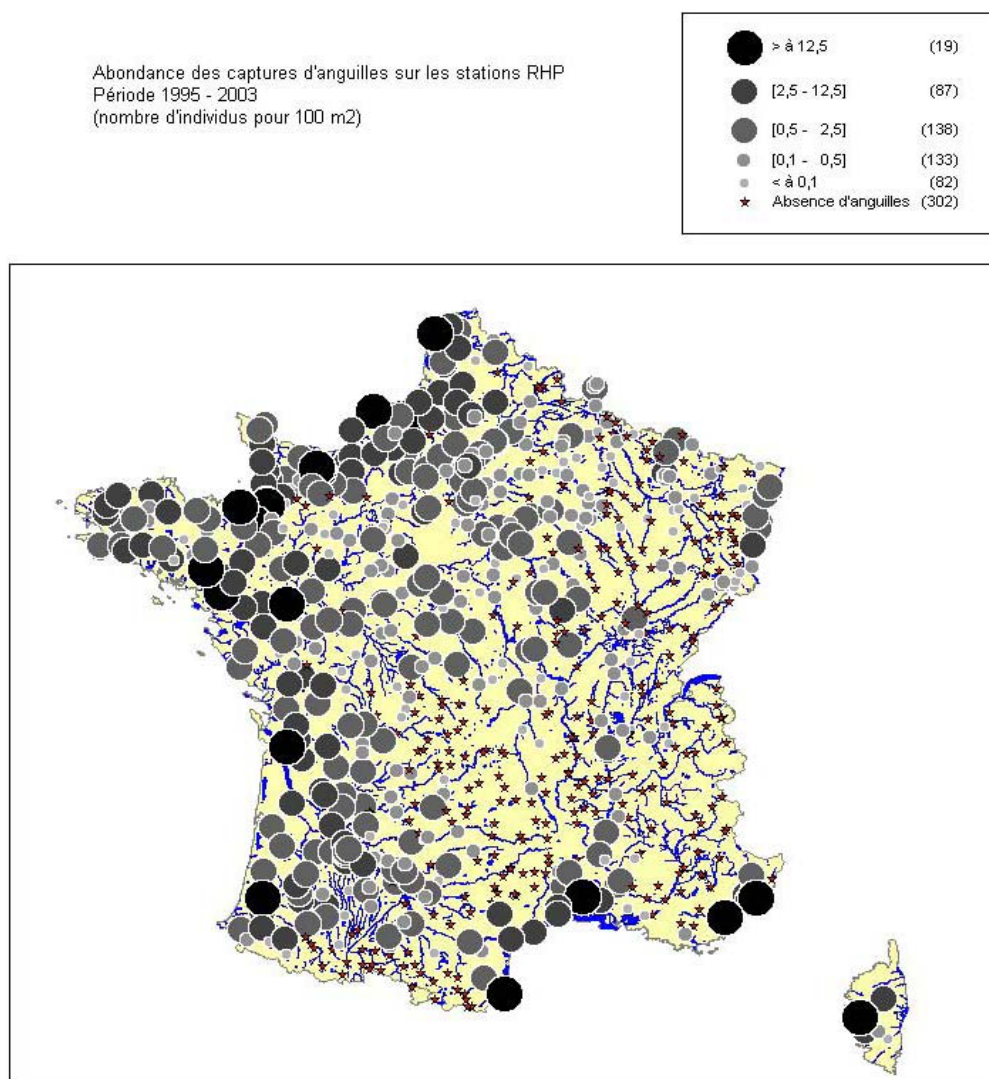 Abondance des captures d'anguilles sur les stations RHP
Période 1995 - 2003
(nombre d'individus pour 100 m2)
> à 12,5 (19)
[2,5 - 12,5] (87)
[0,5 - 2,5] (138)
[0,1 - 0,5] (133)
< à 0,1 (82)
Absence d'anguilles (302)